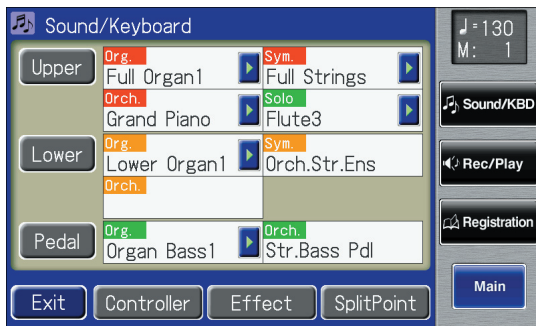 Sound/Keyboard
♩=130
M: 1
Upper
Org.
Full Organ1
Sym.
Full Strings
Orch.
Grand Piano
Solo
Flute3
Lower
Org.
Lower Organ1
Sym.
Orch.Str.Ens
Orch.
Pedal
Org.
Organ Bass1
Orch.
Str.Bass Pdl
Sound/KBD
Rec/Play
Registration
Main
Exit
Controller
Effect
SplitPoint